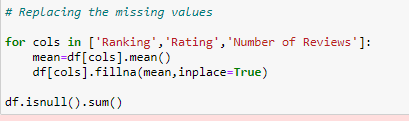 # Replacing the missing values
for cols in ['Ranking','Rating','Number of Reviews']:
    mean=df[cols].mean()
    df[cols].fillna(mean,inplace=True)
df.isnull().sum()